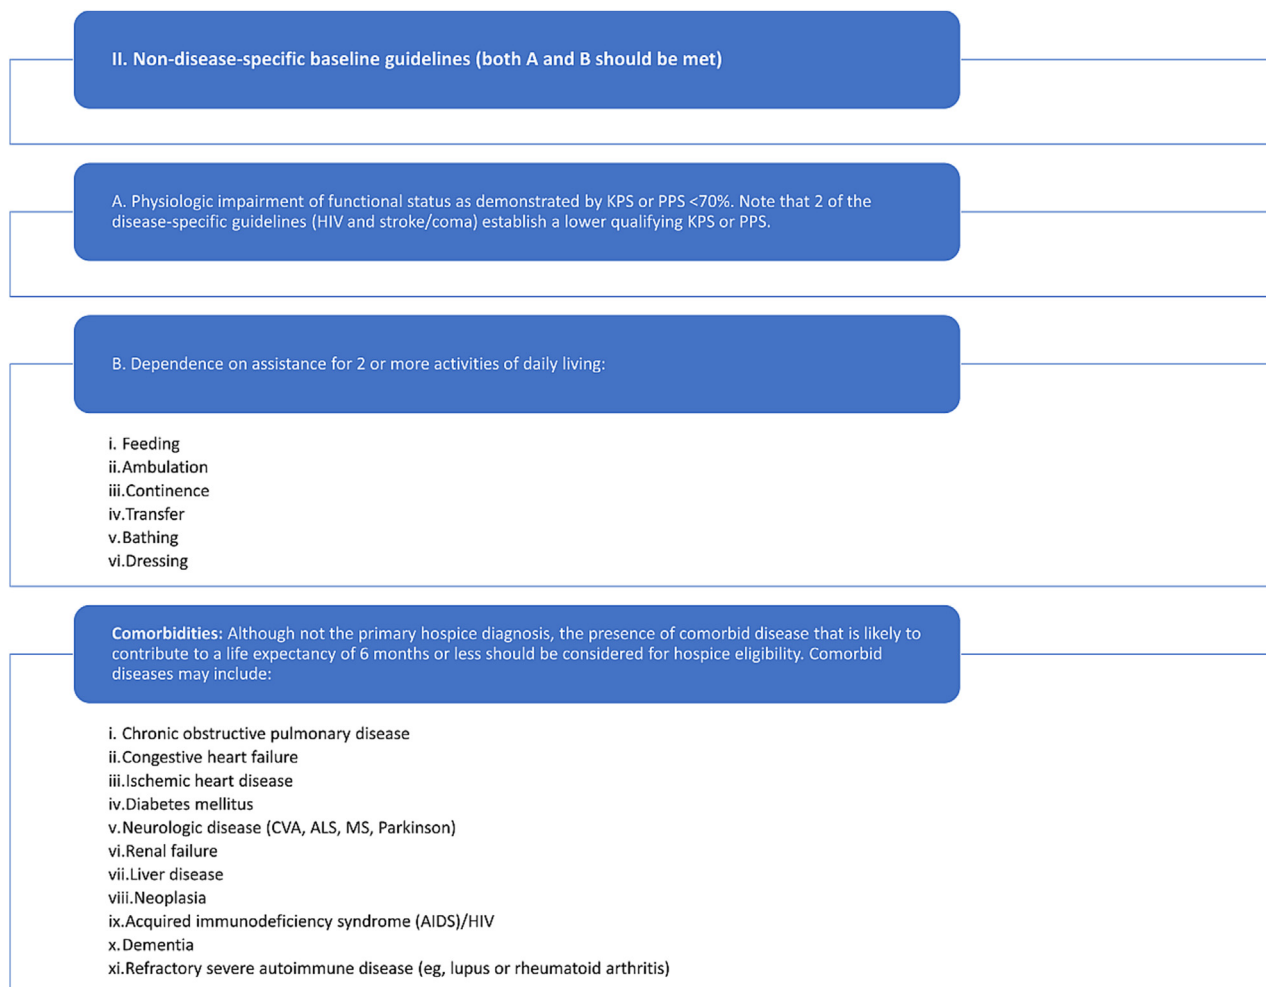 II. Non-disease-specific baseline guidelines (both A and B should be met)
A. Physiologic impairment of functional status as demonstrated by KPS or PPS <70%. Note that 2 of the
disease-specific guidelines (HIV and stroke/coma) establish a lower qualifying KPS or PPS.
B. Dependence on assistance for 2 or more activities of daily living:
i. Feeding
ii.Ambulation
iii.Continence
iv.Transfer
v.Bathing
vi.Dressing
Comorbidities: Although not the primary hospice diagnosis, the presence of comorbid disease that is likely to
contribute to a life expectancy of 6 months or less should be considered for hospice eligibility. Comorbid
diseases may include:
i. Chronic obstructive pulmonary disease
ii.Congestive heart failure
iii.Ischemic heart disease
iv.Diabetes mellitus
v.Neurologic disease (CVA, ALS, MS, Parkinson)
vi.Renal failure
vii.Liver disease
viii.Neoplasia
ix.Acquired immunodeficiency syndrome (AIDS)/HIV
x.Dementia
xi.Refractory severe autoimmune disease (eg, lupus or rheumatoid arthritis)